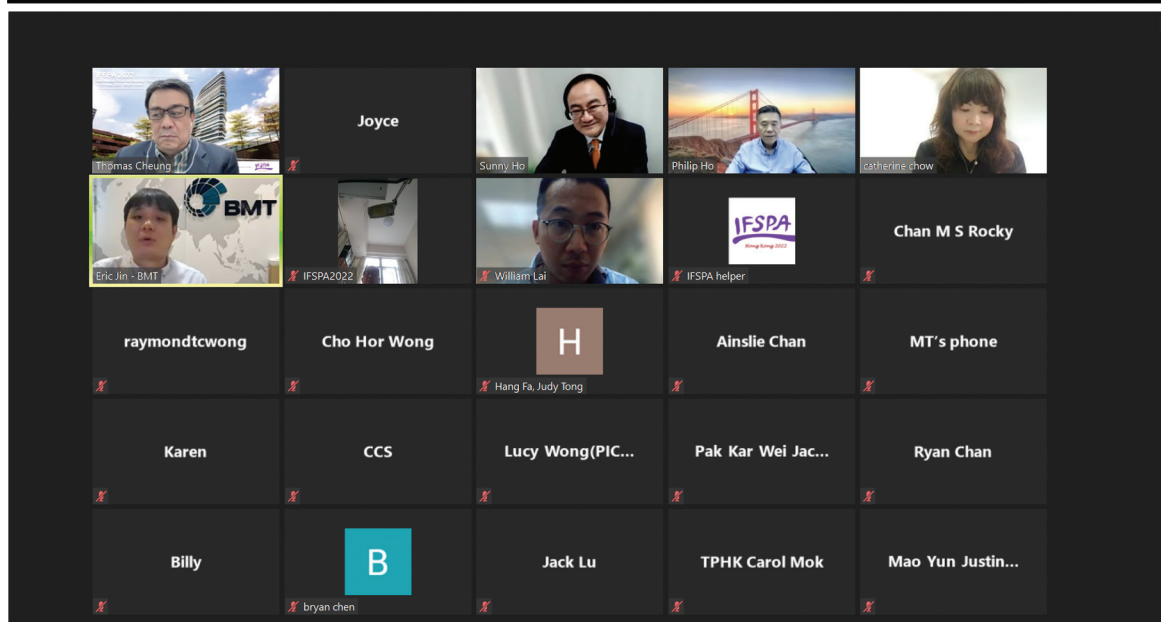 IFSPA 2022
IFSPA
Thomas Cheung
Joyce
Sunny Ho
Philip Ho
catherine chow
BMT
Eric Jin - BMT
IFSPA2022
William Lai
IFSPA
Hong Kong 2022
IFSPA helper
Chan M S Rocky
raymondtcwong
Cho Hor Wong
H
Hang Fa, Judy Tong
Ainslie Chan
MT's phone
Karen
CCS
Lucy Wong(PIC...
Pak Kar Wei Jac...
Ryan Chan
Billy
B
bryan chen
Jack Lu
TPHK Carol Mok
Mao Yun Justin...